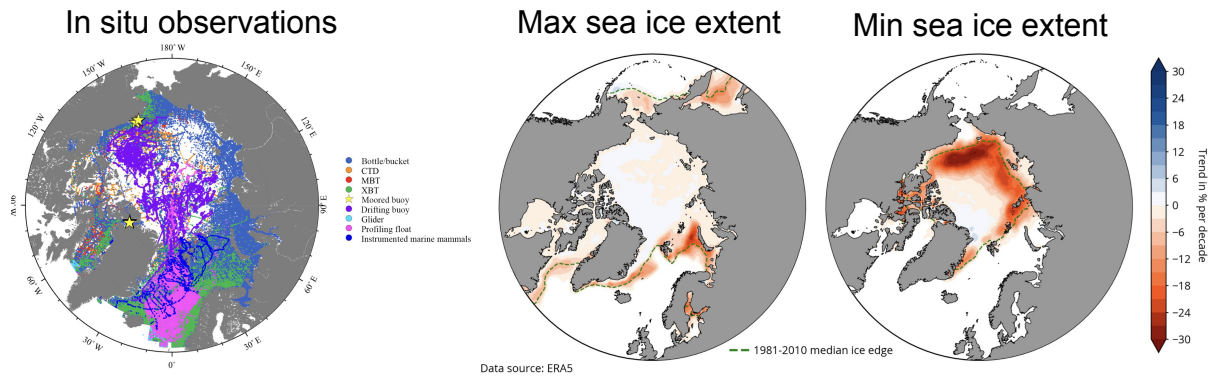 In situ observations
Max sea ice extent
Min sea ice extent
180° W
150° W
150° E
120° W
120° E
90° W
90° E
60° W
60° E
30° W
30° E
0°
Bottle/bucket
CTD
MBT
XBT
Moored buoy
Drifting buoy
Glider
Profiling float
Instrumented marine mammals
1981-2010 median ice edge
Data source: ERA5
30
24
18
12
6
0
−6
−12
−18
−24
−30
Trend in % per decade